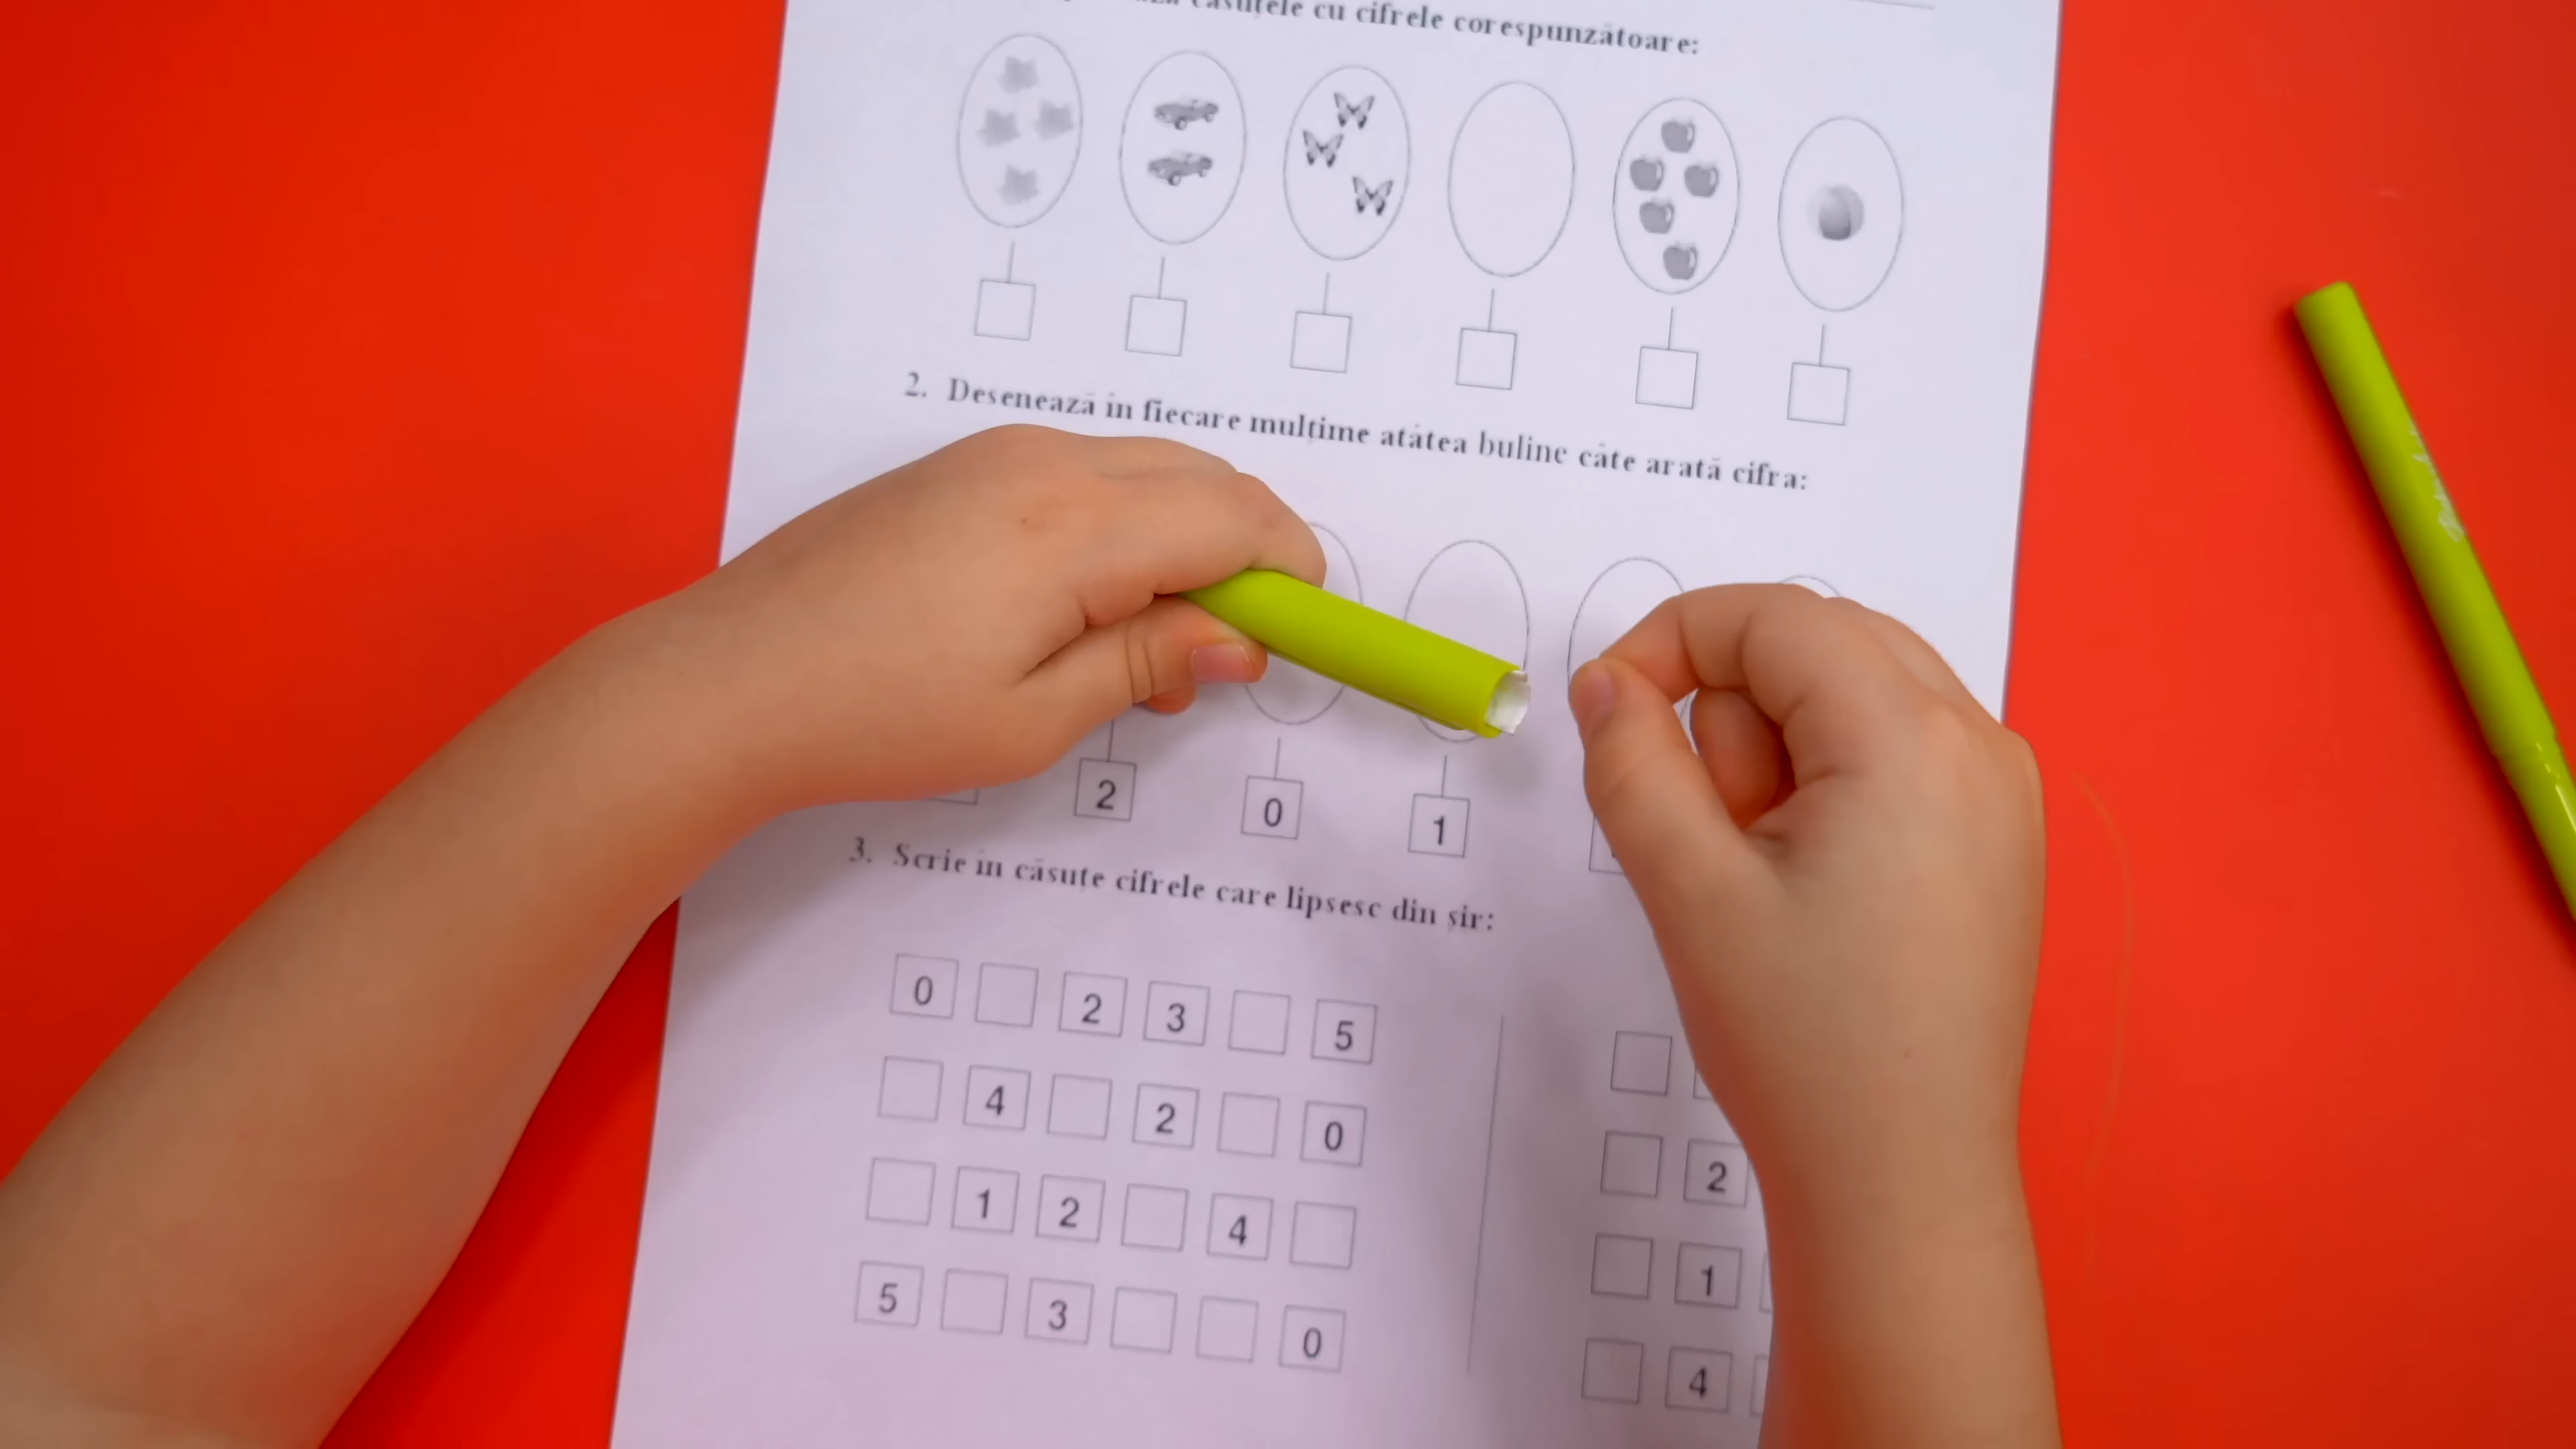 căsuțele cu cifrele corespunzătoare:
2. Desenează în fiecare mulțime atâtea buline câte arată cifra:
2 0 1
3. Scrie în căsuțe cifrele care lipsesc din șir:
0 2 3 5
4 2 0
2
1 2 4
1
5 3 0
4